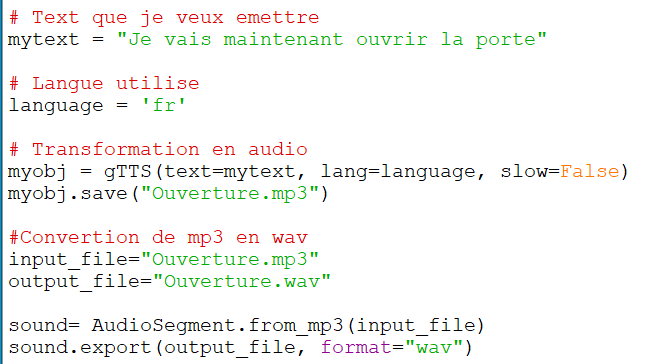 # Text que je veux emettre
mytext = "Je vais maintenant ouvrir la porte"
# Langue utilise
language = 'fr'
# Transformation en audio
myobj = gTTS(text=mytext, lang=language, slow=False)
myobj.save("Ouverture.mp3")
#Convertion de mp3 en wav
input_file="Ouverture.mp3"
output_file="Ouverture.wav"
sound= AudioSegment.from_mp3(input_file)
sound.export(output_file, format="wav")